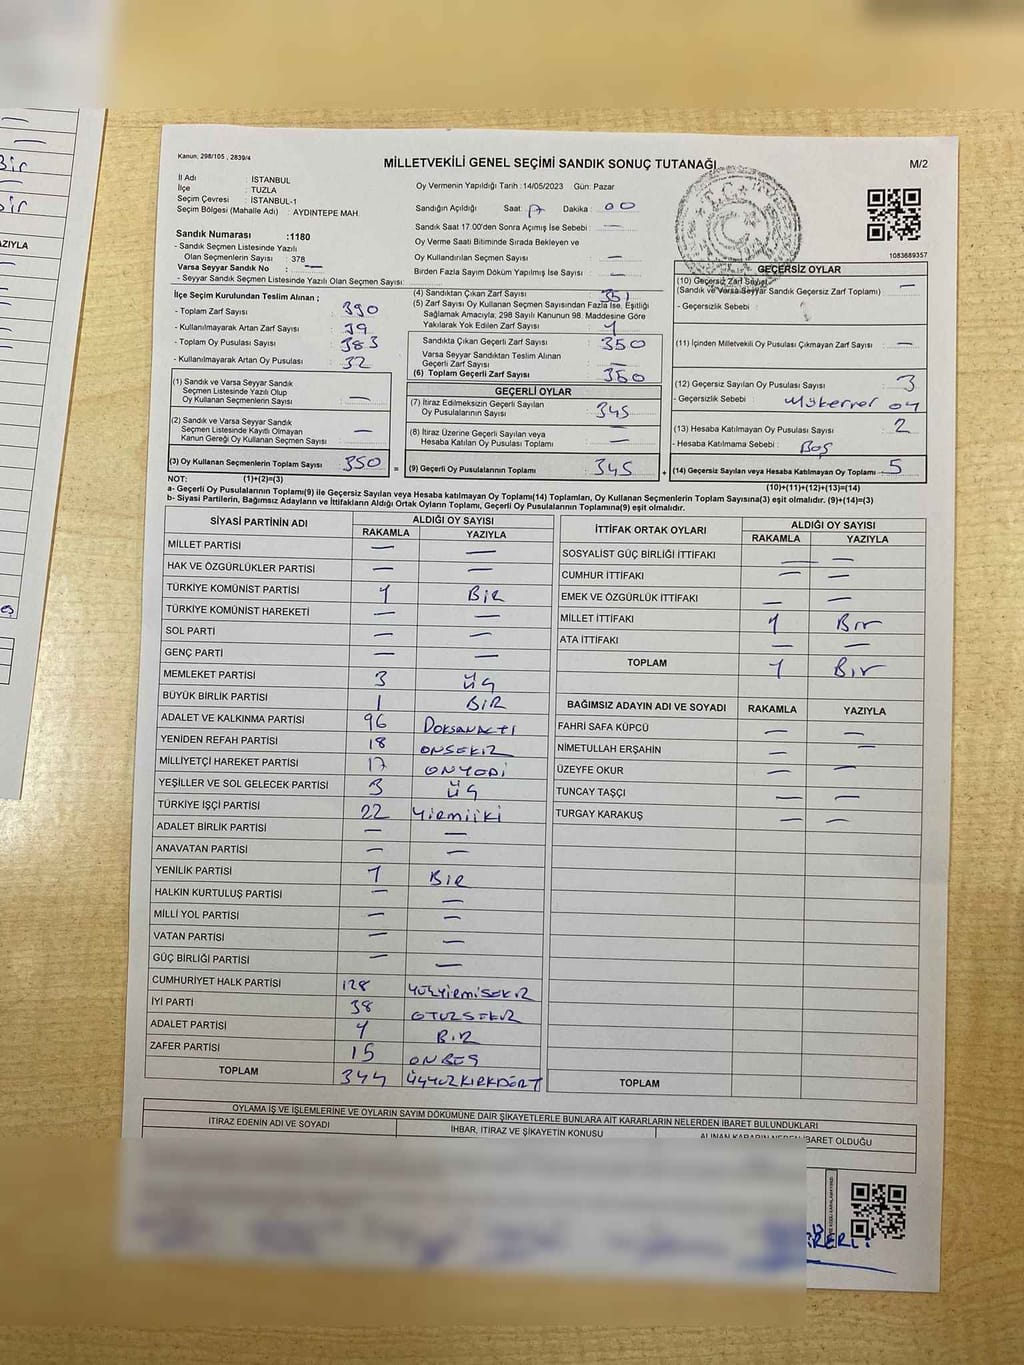 Kanun, 298/105 , 2839/4
MİLLETVEKİLİ GENEL SEÇİMİ SANDIK SONUÇ TUTANAĞI
M/2
İl Adı : İSTANBUL
İlçe : TUZLA
Seçim Çevresi : İSTANBUL-1
Seçim Bölgesi (Mahalle Adı) : AYDINTEPE MAH.
Oy Vermenin Yapıldığı Tarih :14/05/2023 Gün: Pazar
Sandığın Açıldığı Saat: 17 Dakika : 00
Sandık Saat 17.00'den Sonra Açımış İse Sebebi : —
Oy Verme Saati Bitiminde Sırada Bekleyen ve
Oy Kullandırılan Seçmenlerin Sayısı : —
Birden Fazla Sayım Döküm Yapılmış İse Sayısı : —
T.C.
1083689357
Sandık Numarası :1180
- Sandık Seçmen Listesinde Yazılı
Olan Seçmenlerin Sayısı : 378
Varsa Seyyar Sandık No : —
- Seyyar Sandık Seçmen Listesinde Yazılı Olan Seçmen Sayısı:
İlçe Seçim Kurulundan Teslim Alınan ;
- Toplam Zarf Sayısı : 390
- Kullanılmayarak Artan Zarf Sayısı : 39
- Toplam Oy Pusulası Sayısı : 383
- Kullanılmayarak Artan Oy Pusulası : 32
(1) Sandık ve Varsa Seyyar Sandık
Seçmen Listesinde Yazılı Olup
Oy Kullanan Seçmenlerin Sayısı : —
(2) Sandık ve Varsa Seyyar Sandık
Seçmen Listesinde Kayıtlı Olmayan
Kanun Gereği Oy Kullanan Seçmen Sayısı : —
(3) Oy Kullanan Seçmenlerin Toplam Sayısı : 350 =
(1)+(2)=(3)
(4) Sandıktan Çıkan Zarf Sayısı : 351
(5) Zarf Sayısı Oy Kullanan Seçmen Sayısından Fazla İse, Eşitliği
Sağlamak Amacıyla, 298 Sayılı Kanunun 98. Maddesine Göre
Yakılarak Yok Edilen Zarf Sayısı : 1
Sandıkta Çıkan Geçerli Zarf Sayısı : 350
Varsa Seyyar Sandıktan Teslim Alınan
Geçerli Zarf Sayısı :
(6) Toplam Geçerli Zarf Sayısı : 350
GEÇERLİ OYLAR
(7) İtiraz Edilmeksizin Geçerli Sayılan
Oy Pusulalarının Sayısı : 345
(8) İtiraz Üzerine Geçerli Sayılan veya
Hesaba Katılan Oy Pusulası Toplamı : —
(9) Geçerli Oy Pusulalarının Toplamı : 345 +
GEÇERSİZ OYLAR
(10) Geçersiz Zarf Sayısı
(Sandık ve Varsa Seyyar Sandık Geçersiz Zarf Toplamı) : —
- Geçersizlik Sebebi :
(11) İçinden Milletvekili Oy Pusulası Çıkmayan Zarf Sayısı : —
(12) Geçersiz Sayılan Oy Pusulası Sayısı : 3
- Geçersizlik Sebebi : Mükerrer oy
(13) Hesaba Katılmayan Oy Pusulası Sayısı : 2
- Hesaba Katılmama Sebebi : Boş
(14) Geçersiz Sayılan veya Hesaba Katılmayan Oy Toplamı : 5
(10)+(11)+(12)+(13)=(14)
NOT:
a- Geçerli Oy Pusulalarının Toplamı(9) ile Geçersiz Sayılan veya Hesaba katılmayan Oy Toplamı(14) Toplamları, Oy Kullanan Seçmenlerin Toplam Sayısına(3) eşit olmalıdır. (9)+(14)=(3)
b- Siyasi Partilerin, Bağımsız Adayların ve İttifakların Aldığı Ortak Oyların Toplamı, Geçerli Oy Pusulalarının Toplamına(9) eşit olmalıdır.
SİYASİ PARTİNİN ADI ALDIĞI OY SAYISI
RAKAMLA YAZIYLA
MİLLET PARTİSİ — —
HAK VE ÖZGÜRLÜKLER PARTİSİ — —
TÜRKİYE KOMÜNİST PARTİSİ 1 BİR
TÜRKİYE KOMÜNİST HAREKETİ — —
SOL PARTİ — —
GENÇ PARTİ — —
MEMLEKET PARTİSİ 3 ÜÇ
BÜYÜK BİRLİK PARTİSİ 1 BİR
ADALET VE KALKINMA PARTİSİ 96 DOKSANALTI
YENİDEN REFAH PARTİSİ 18 ONSEKİZ
MİLLİYETÇİ HAREKET PARTİSİ 17 ONYEDİ
YEŞİLLER VE SOL GELECEK PARTİSİ 3 ÜÇ
TÜRKİYE İŞÇİ PARTİSİ 22 Yirmiiki
ADALET BİRLİK PARTİSİ — —
ANAVATAN PARTİSİ — —
YENİLİK PARTİSİ 1 BİR
HALKIN KURTULUŞ PARTİSİ — —
MİLLİ YOL PARTİSİ — —
VATAN PARTİSİ — —
GÜÇ BİRLİĞİ PARTİSİ — —
CUMHURİYET HALK PARTİSİ 128 YÜZYİRMİSEKİZ
İYİ PARTİ 38 OTUZSEKİZ
ADALET PARTİSİ 1 BİR
ZAFER PARTİSİ 15 ONBEŞ
TOPLAM 344 ÜÇYÜZKIRKDÖRT
İTTİFAK ORTAK OYLARI ALDIĞI OY SAYISI
RAKAMLA YAZIYLA
SOSYALİST GÜÇ BİRLİĞİ İTTİFAKI — —
CUMHUR İTTİFAKI — —
EMEK VE ÖZGÜRLÜK İTTİFAKI — —
MİLLET İTTİFAKI 1 Bir
ATA İTTİFAKI — —
TOPLAM 1 Bir
BAĞIMSIZ ADAYIN ADI VE SOYADI RAKAMLA YAZIYLA
FAHRİ SAFA KÜPCÜ — —
NİMETULLAH ERŞAHİN — —
ÜZEYFE OKUR — —
TUNCAY TAŞÇI — —
TURGAY KARAKUŞ — —
TOPLAM
OYLAMA İŞ VE İŞLEMLERİNE VE OYLARIN SAYIM DÖKÜMÜNE DAİR ŞİKAYETLERLE BUNLARA AİT KARARLARIN NELERDEN İBARET BULUNDUKLARI
İTİRAZ EDENİN ADI VE SOYADI
İHBAR, İTİRAZ VE ŞİKAYETİN KONUSU
ALINAN KARARIN NEDEN İBARET OLDUĞU